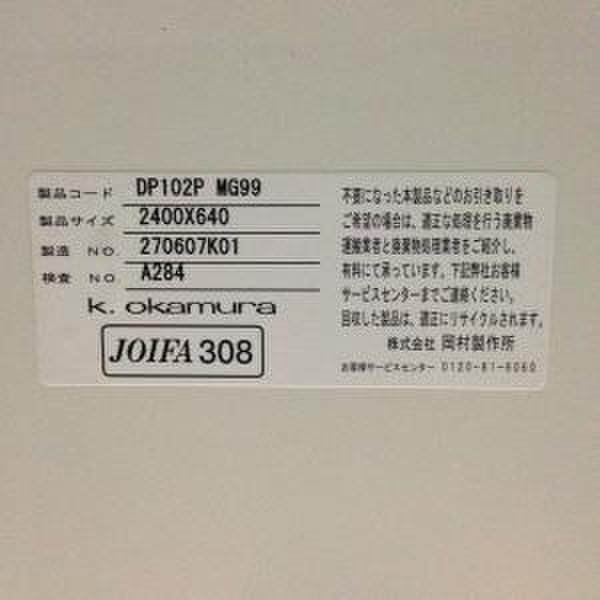 製品コード DP102P MG99
製品サイズ 2400X640
製造 NO. 270607K01
検査 NO. A284
k. okamura
JOIFA 308
不要になった本製品などのお引き取りを
ご希望の場合は、適正な処理を行う廃棄物
運搬業者と廃棄物処理業者をご紹介し、
有料にて承っています。下記弊社お客様
サービスセンターまでご連絡ください。
回収した製品は、適正にリサイクルされます。
株式会社 岡村製作所
お客様サービスセンター 0120-81-9060